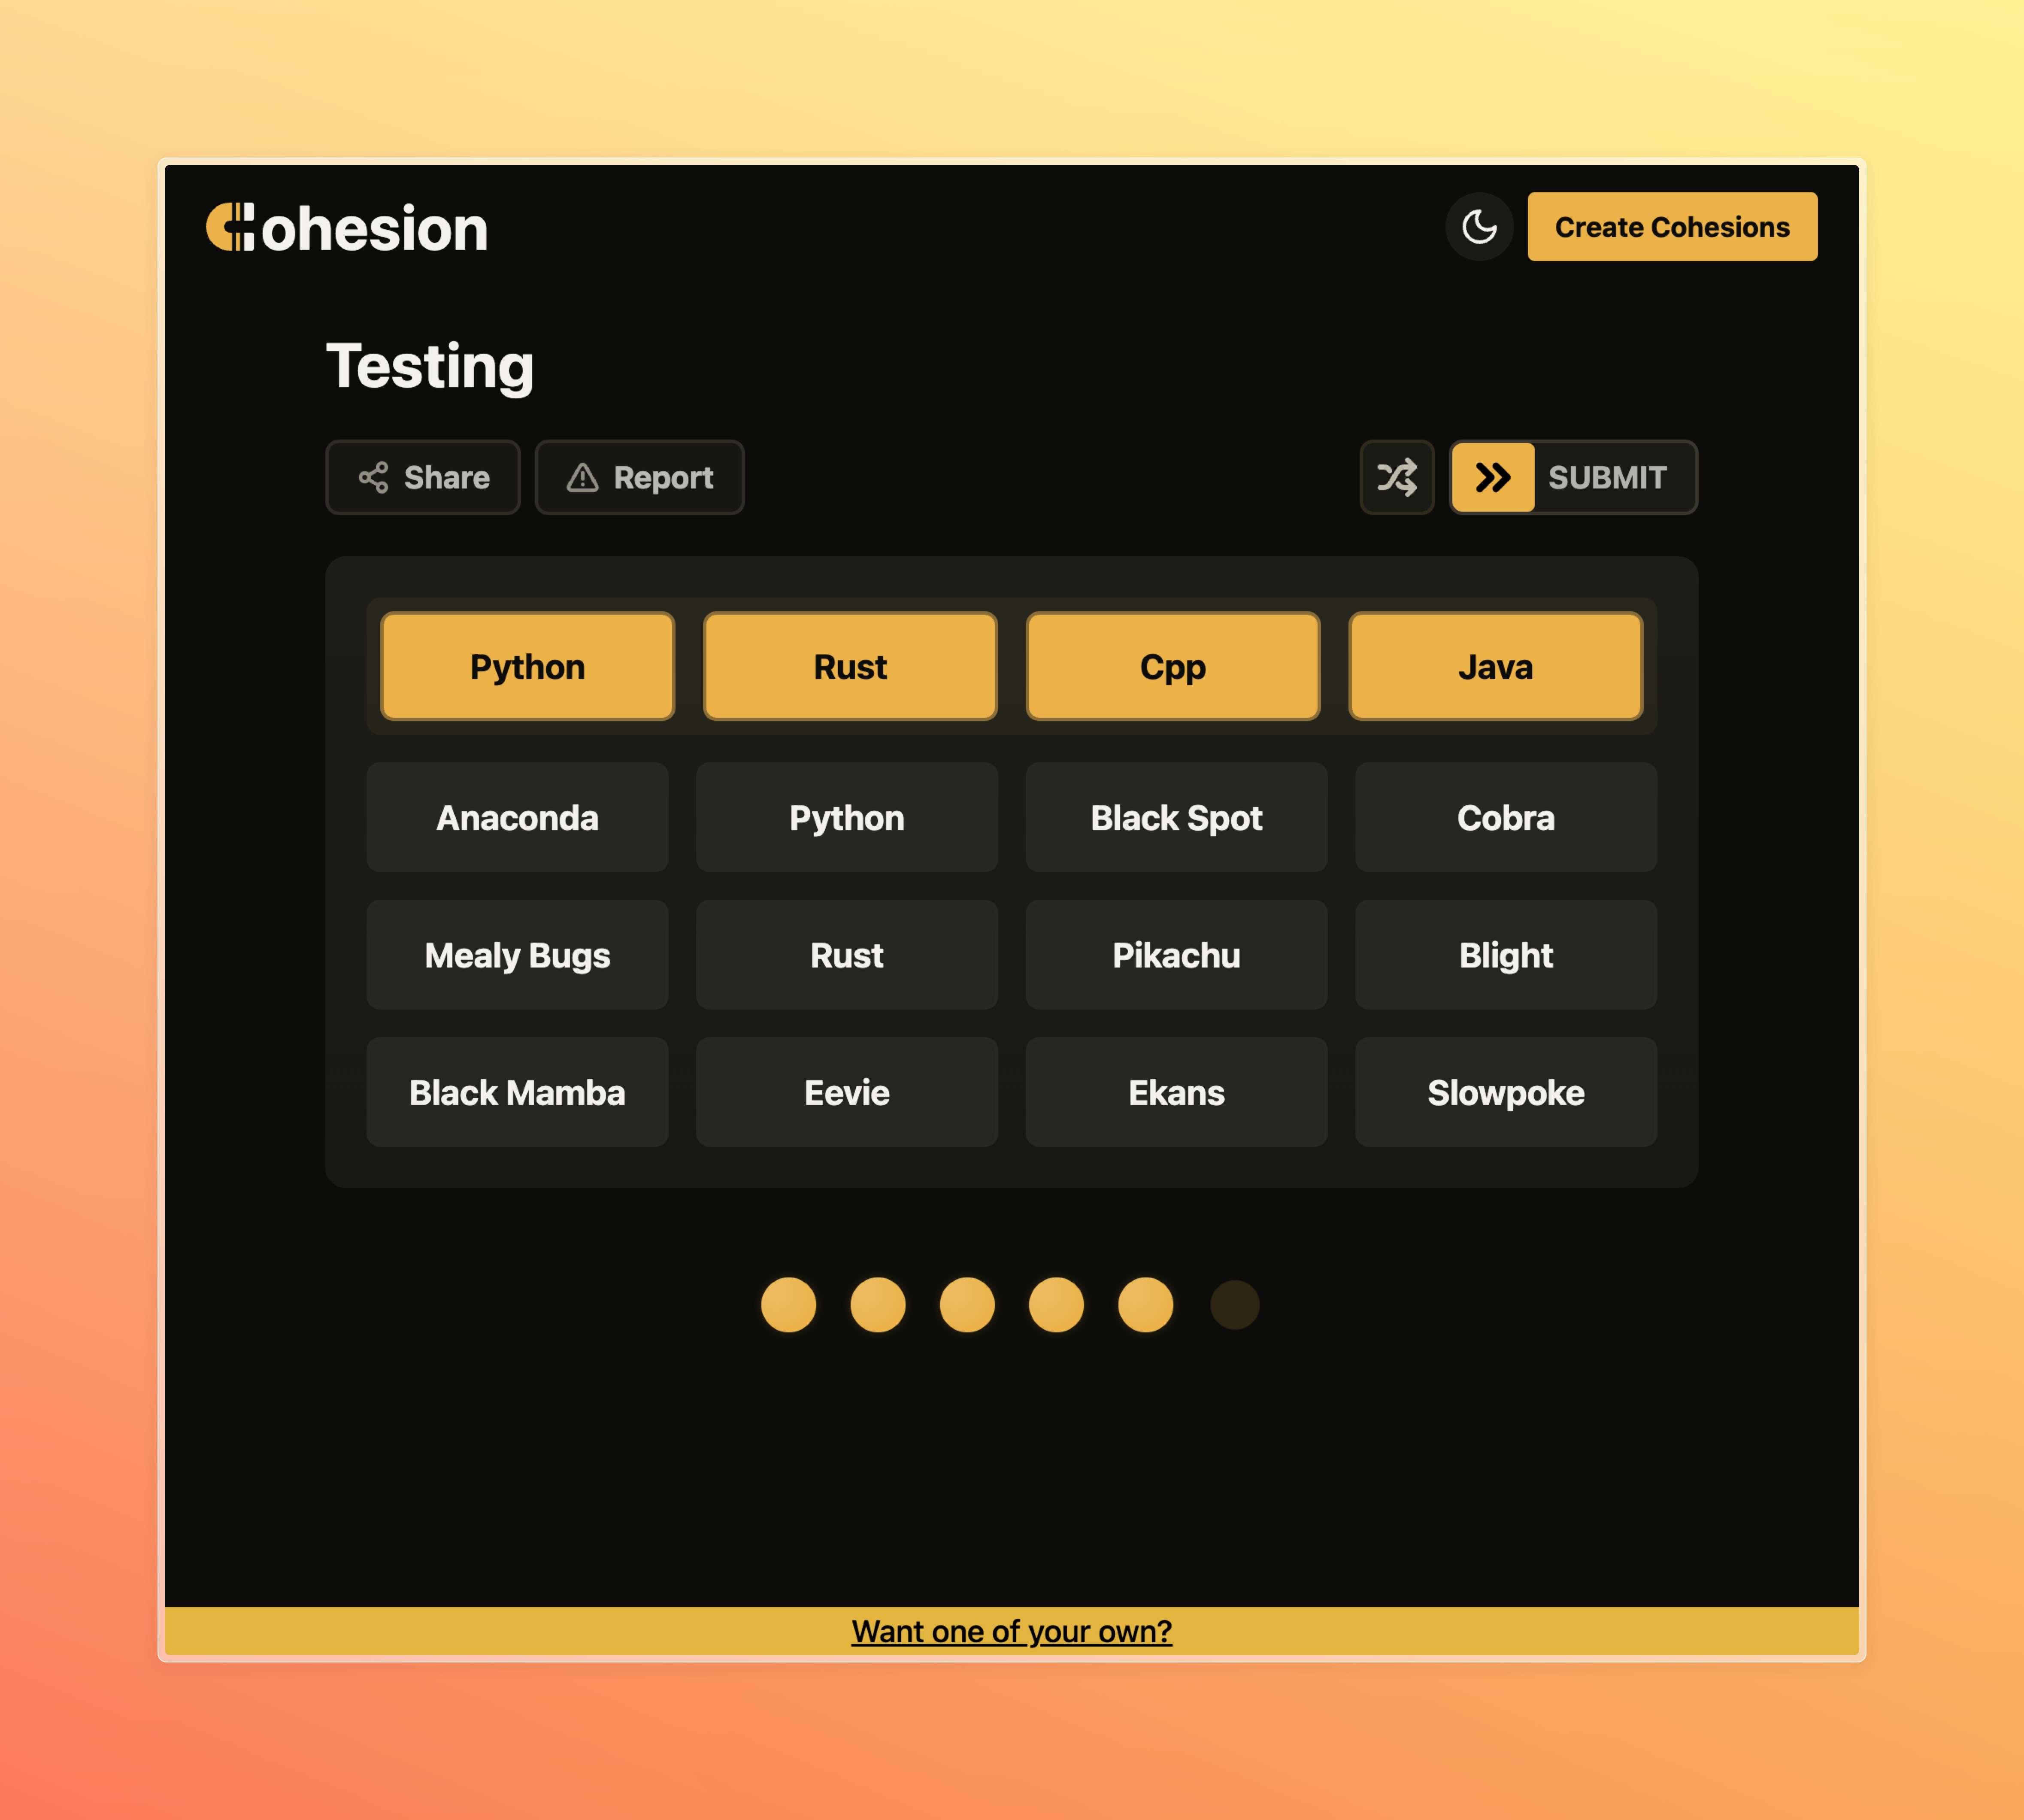 Cohesion
Create Cohesions
Testing
Share
Report
SUBMIT
Python Rust Cpp Java
Anaconda Python Black Spot Cobra
Mealy Bugs Rust Pikachu Blight
Black Mamba Eevie Ekans Slowpoke
Want one of your own?